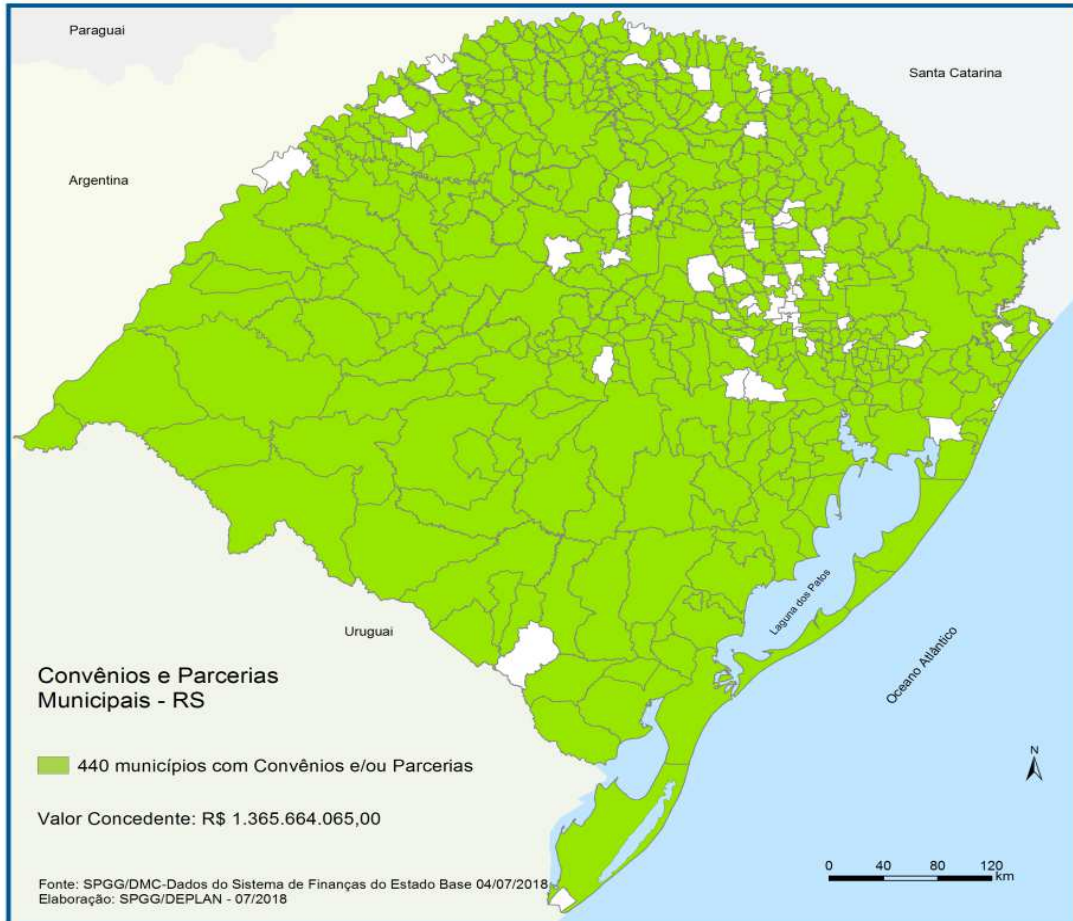 Paraguai
Santa Catarina
Argentina
Laguna dos Patos
Uruguai
Oceano Atlântico
Convênios e Parcerias
Municipais - RS
440 municípios com Convênios e/ou Parcerias
Valor Concedente: R$ 1.365.664.065,00
N
0 40 80 120
km
Fonte: SPGG/DMC-Dados do Sistema de Finanças do Estado Base 04/07/2018
Elaboração: SPGG/DEPLAN - 07/2018